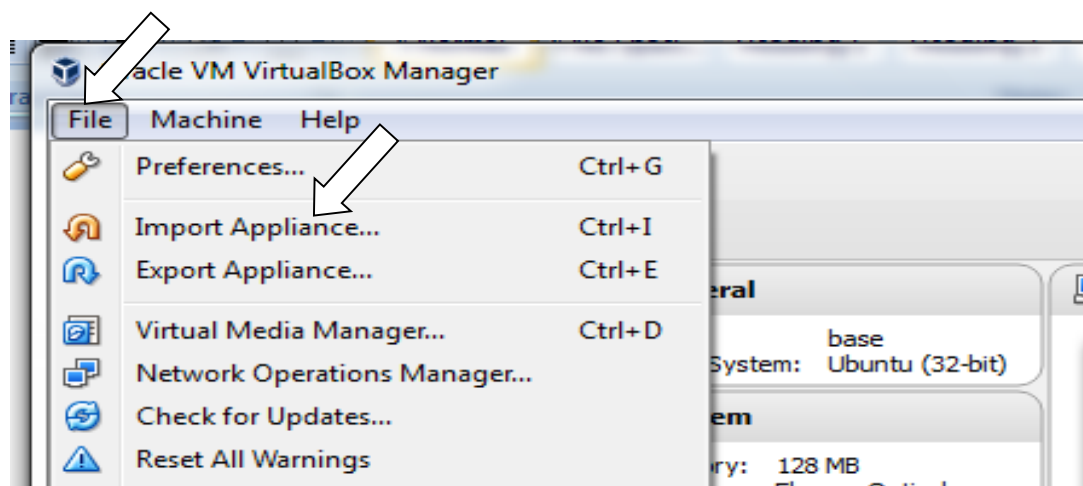 acle VM VirtualBox Manager
File Machine Help
Preferences... Ctrl+G
Import Appliance... Ctrl+I
Export Appliance... Ctrl+E
eral
Virtual Media Manager... Ctrl+D
base
System: Ubuntu (32-bit)
Network Operations Manager...
Check for Updates...
em
Reset All Warnings
ry: 128 MB